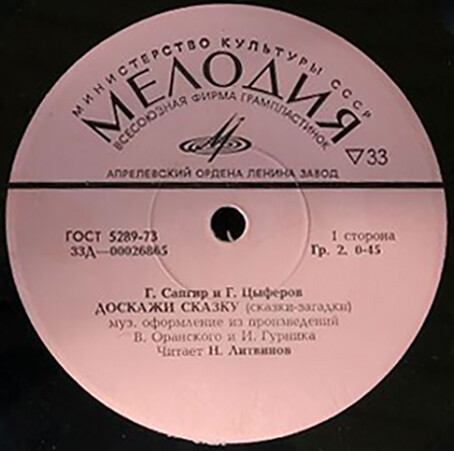 МИНИСТЕРСТВО КУЛЬТУРЫ СССР
МЕЛОДИЯ
ВСЕСОЮЗНАЯ ФИРМА ГРАМПЛАСТИНОК
▽33
АПРЕЛЕВСКИЙ ОРДЕНА ЛЕНИНА ЗАВОД
ГОСТ 5289-73
33Д—00026865
1 сторона
Гр. 2. 0-45
Г. Сапгир и Г. Цыферов
ДОСКАЖИ СКАЗКУ (сказки-загадки)
муз. оформление из произведений
В. Оранского и И. Гурника
Читает Н. Литвинов